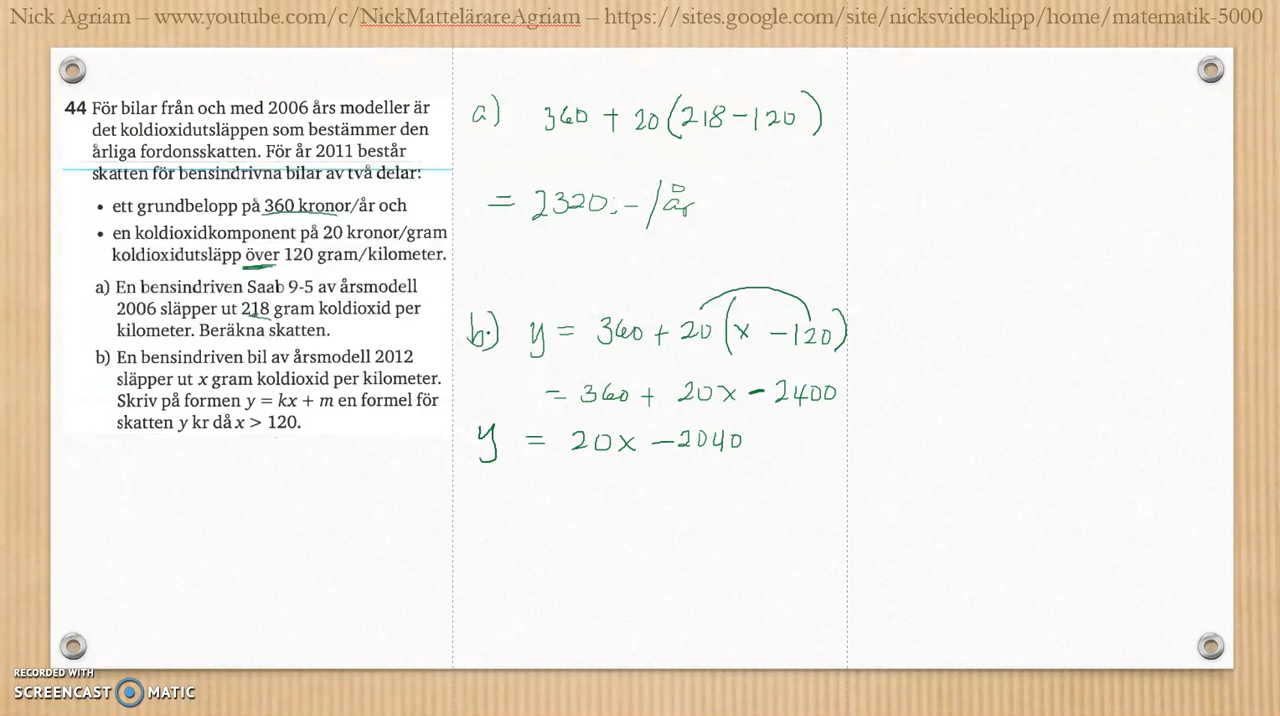 Nick Agriam – www.youtube.com/c/NickMattelärareAgriam – https://sites.google.com/site/nicksvideoklipp/home/matematik-5000
44 För bilar från och med 2006 års modeller är
det koldioxidutsläppen som bestämmer den
årliga fordonsskatten. För år 2011 består
skatten för bensindrivna bilar av två delar:
• ett grundbelopp på 360 kronor/år och
• en koldioxidkomponent på 20 kronor/gram
koldioxidutsläpp över 120 gram/kilometer.
a) En bensindriven Saab 9-5 av årsmodell
2006 släpper ut 218 gram koldioxid per
kilometer. Beräkna skatten.
b) En bensindriven bil av årsmodell 2012
släpper ut x gram koldioxid per kilometer.
Skriv på formen y = kx + m en formel för
skatten y kr då x > 120.
a) 360 + 20(218-120)
= 2320:-/år
b.) y = 360 + 20(x - 120)
= 360 + 20x - 2400
y = 20x - 2040
RECORDED WITH
SCREENCAST MATIC